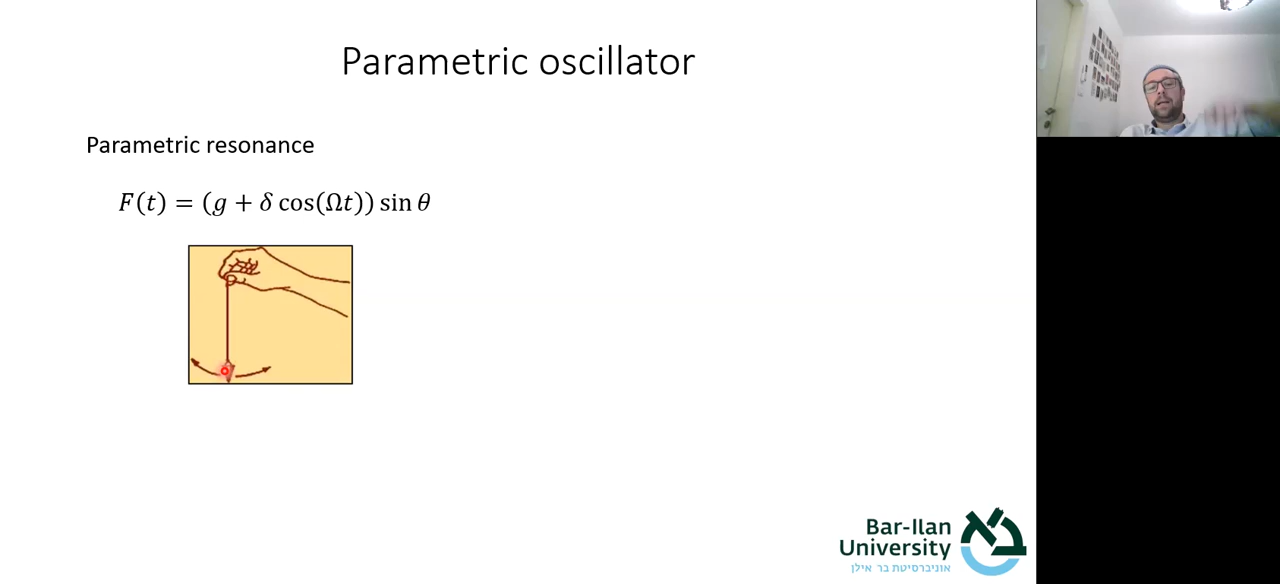 Parametric oscillator
Parametric resonance
F(t) = (g + δ cos(Ωt)) sin θ
Bar-Ilan
University
אוניברסיטת בר אילן